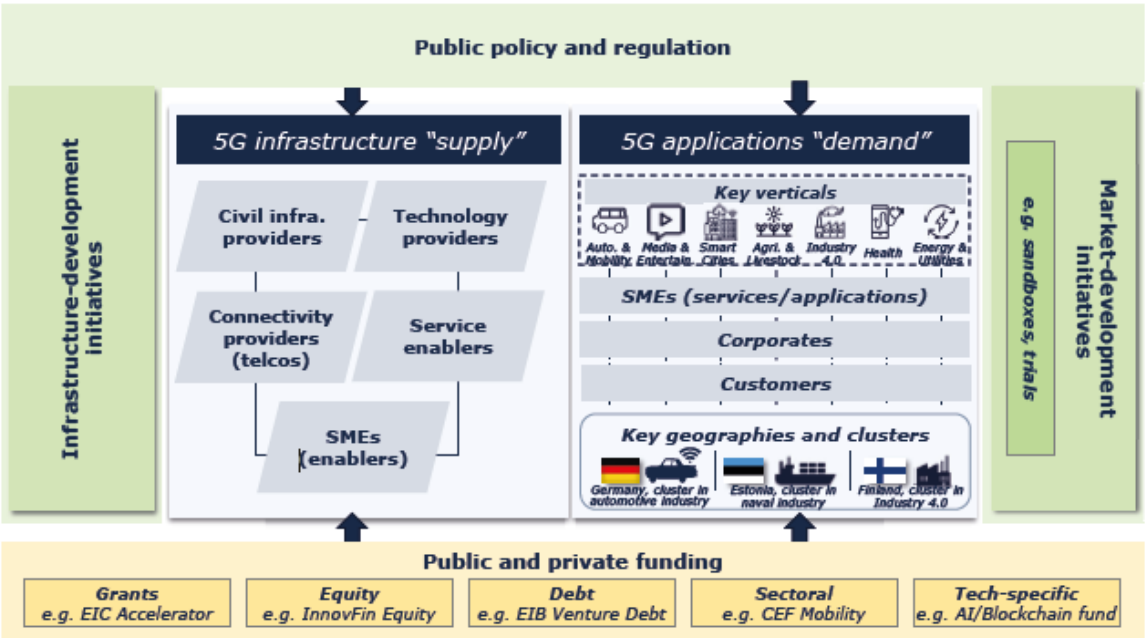 Public policy and regulation
Infrastructure-development
initiatives
5G infrastructure “supply”
Civil infra.
providers
Technology
providers
Connectivity
providers
(telcos)
Service
enablers
SMEs
(enablers)
5G applications “demand”
Key verticals
Auto. &
Mobility
Media &
Entertain.
Smart
Cities
Agri. &
Livestock
Industry
4.0
Health
Energy &
Utilities
SMEs (services/applications)
Corporates
Customers
Key geographies and clusters
Germany, cluster in
automotive industry
Estonia, cluster in
naval industry
Finland, cluster in
Industry 4.0
e.g. sandboxes, trials
Market-development
initiatives
Public and private funding
Grants
e.g. EIC Accelerator
Equity
e.g. InnovFin Equity
Debt
e.g. EIB Venture Debt
Sectoral
e.g. CEF Mobility
Tech-specific
e.g. AI/Blockchain fund